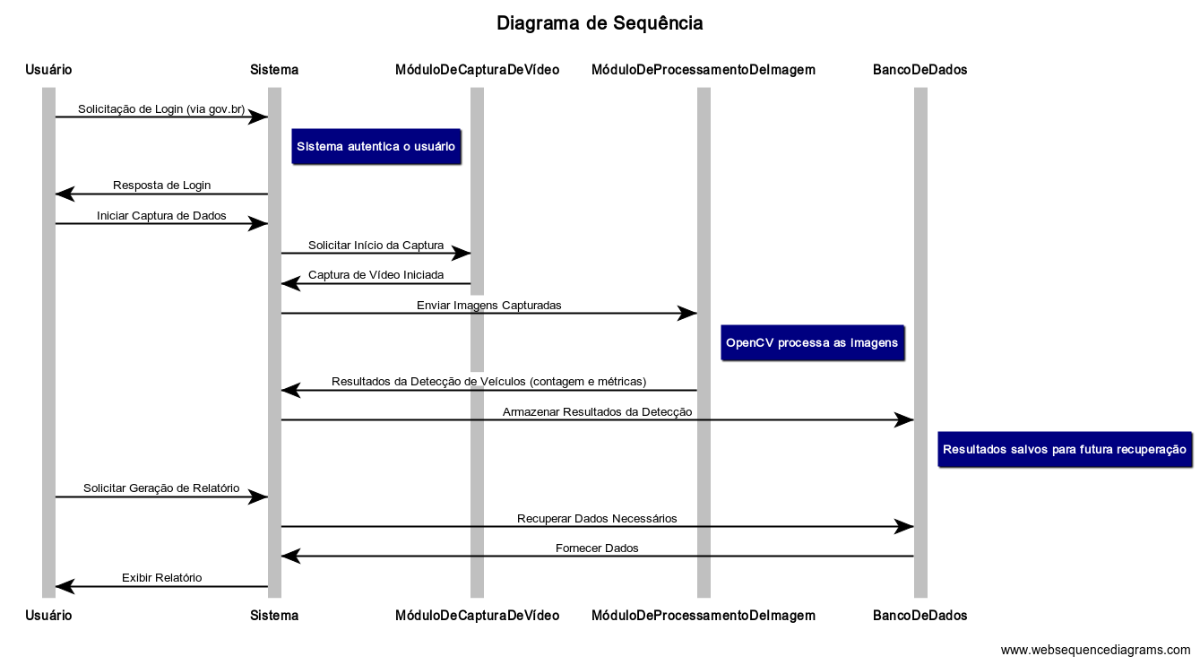 Diagrama de Sequência
Usuário Sistema MóduloDeCapturaDeVídeo MóduloDeProcessamentoDeImagem BancoDeDados
Solicitação de Login (via gov.br)
Sistema autentica o usuário
Resposta de Login
Iniciar Captura de Dados
Solicitar Início da Captura
Captura de Vídeo Iniciada
Enviar Imagens Capturadas
OpenCV processa as imagens
Resultados da Detecção de Veículos (contagem e métricas)
Armazenar Resultados da Detecção
Resultados salvos para futura recuperação
Solicitar Geração de Relatório
Recuperar Dados Necessários
Fornecer Dados
Exibir Relatório
Usuário Sistema MóduloDeCapturaDeVídeo MóduloDeProcessamentoDeImagem BancoDeDados
www.websequencediagrams.com